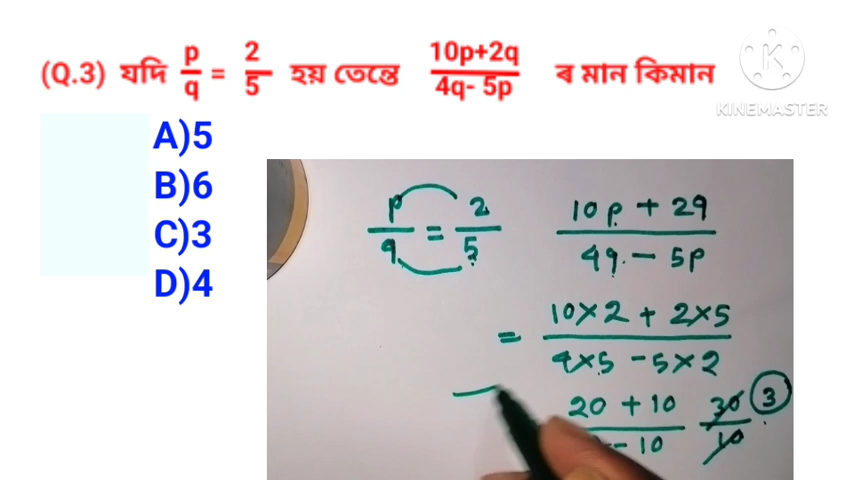 (Q.3) যদি p/q = 2/5 হয় তেন্তে 10p+2q/4q- 5p ৰ মান কিমান
KINEMASTER
A)5
B)6
C)3
D)4
p/q = 2/5
10p + 2q/4q - 5p
= 10×2 + 2×5/4×5 - 5×2
20 + 10/- 10 30/10 3